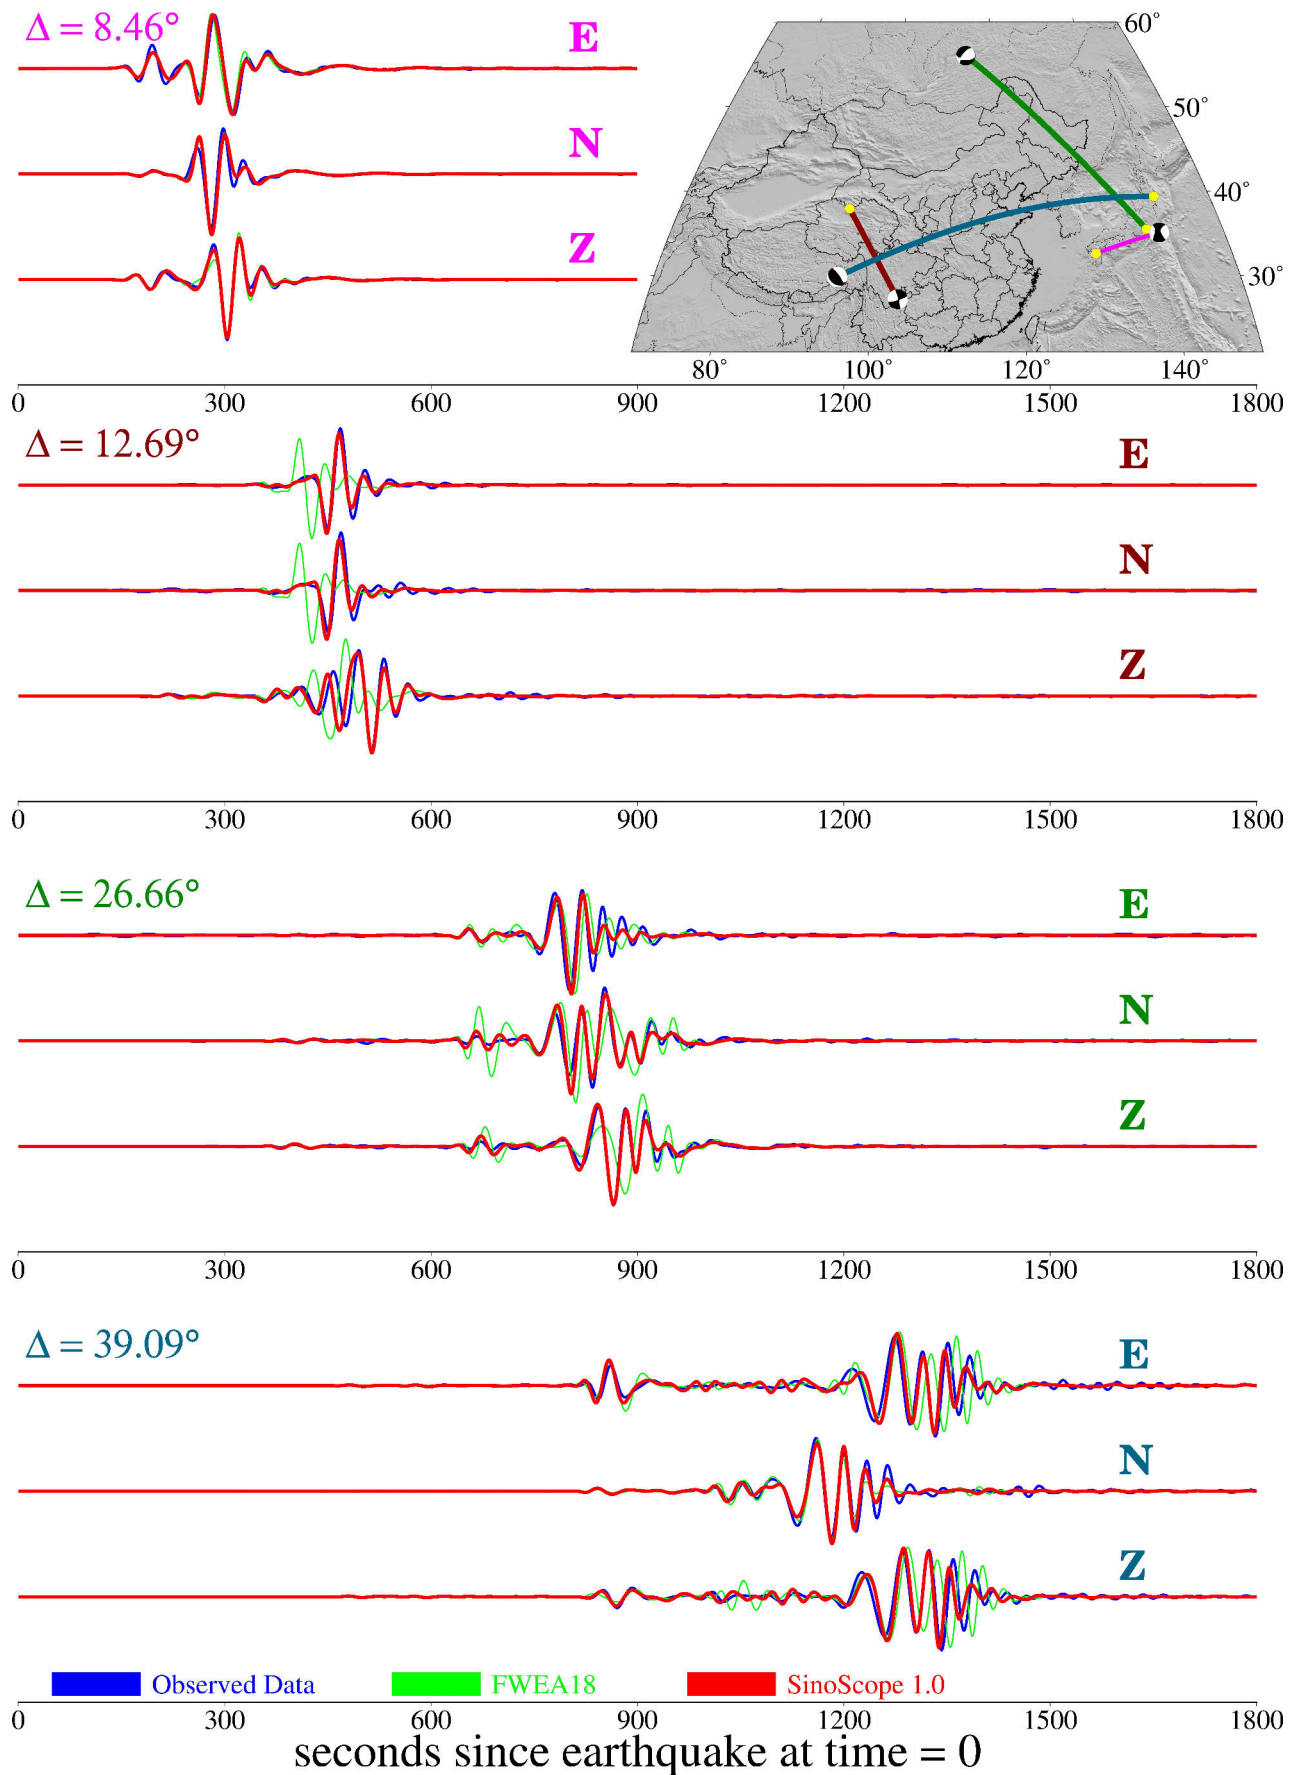 Δ = 8.46°
E
N
Z
60°
50°
40°
30°
80° 100° 120° 140°
0 300 600 900 1200 1500 1800
Δ = 12.69°
E
N
Z
0 300 600 900 1200 1500 1800
Δ = 26.66°
E
N
Z
0 300 600 900 1200 1500 1800
Δ = 39.09°
E
N
Z
Observed Data FWEA18 SinoScope 1.0
0 300 600 900 1200 1500 1800
seconds since earthquake at time = 0